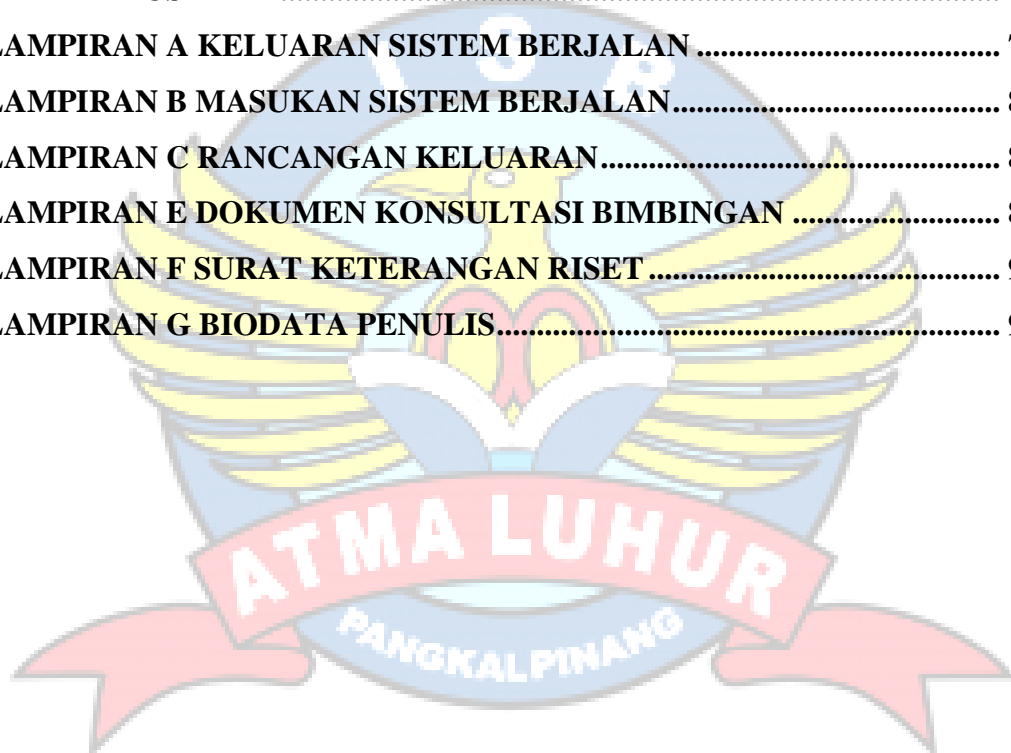 LAMPIRAN A KELUARAN SISTEM BERJALAN ....................................
LAMPIRAN B MASUKAN SISTEM BERJALAN.......................................
LAMPIRAN C RANCANGAN KELUARAN...............................................
LAMPIRAN E DOKUMEN KONSULTASI BIMBINGAN .........................
LAMPIRAN F SURAT KETERANGAN RISET..........................................
LAMPIRAN G BIODATA PENULIS............................................................
I S B
ATMA LUHUR
PANGKALPINANG